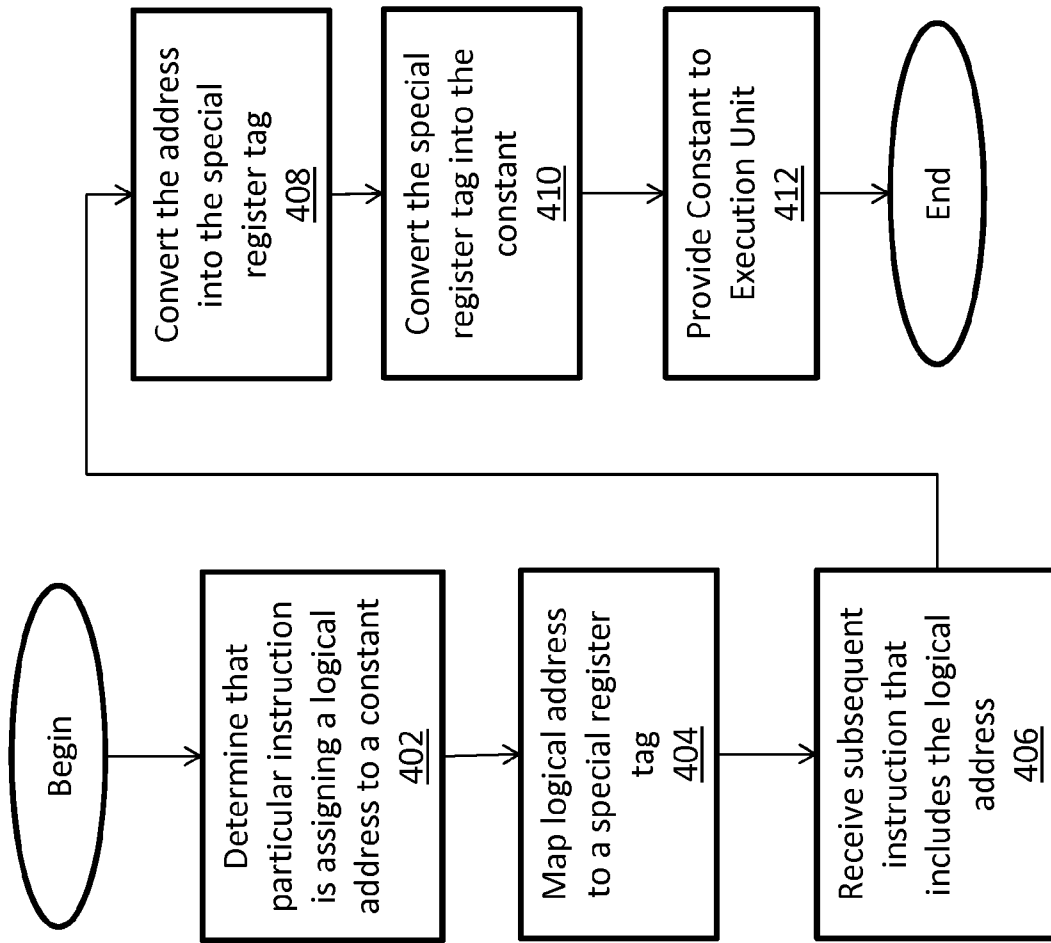 Begin
Determine that
particular instruction
is assigning a logical
address to a constant
402
Map logical address
to a special register
tag
404
Receive subsequent
instruction that
includes the logical
address
406
Convert the address
into the special
register tag
408
Convert the special
register tag into the
constant
410
Provide Constant to
Execution Unit
412
End